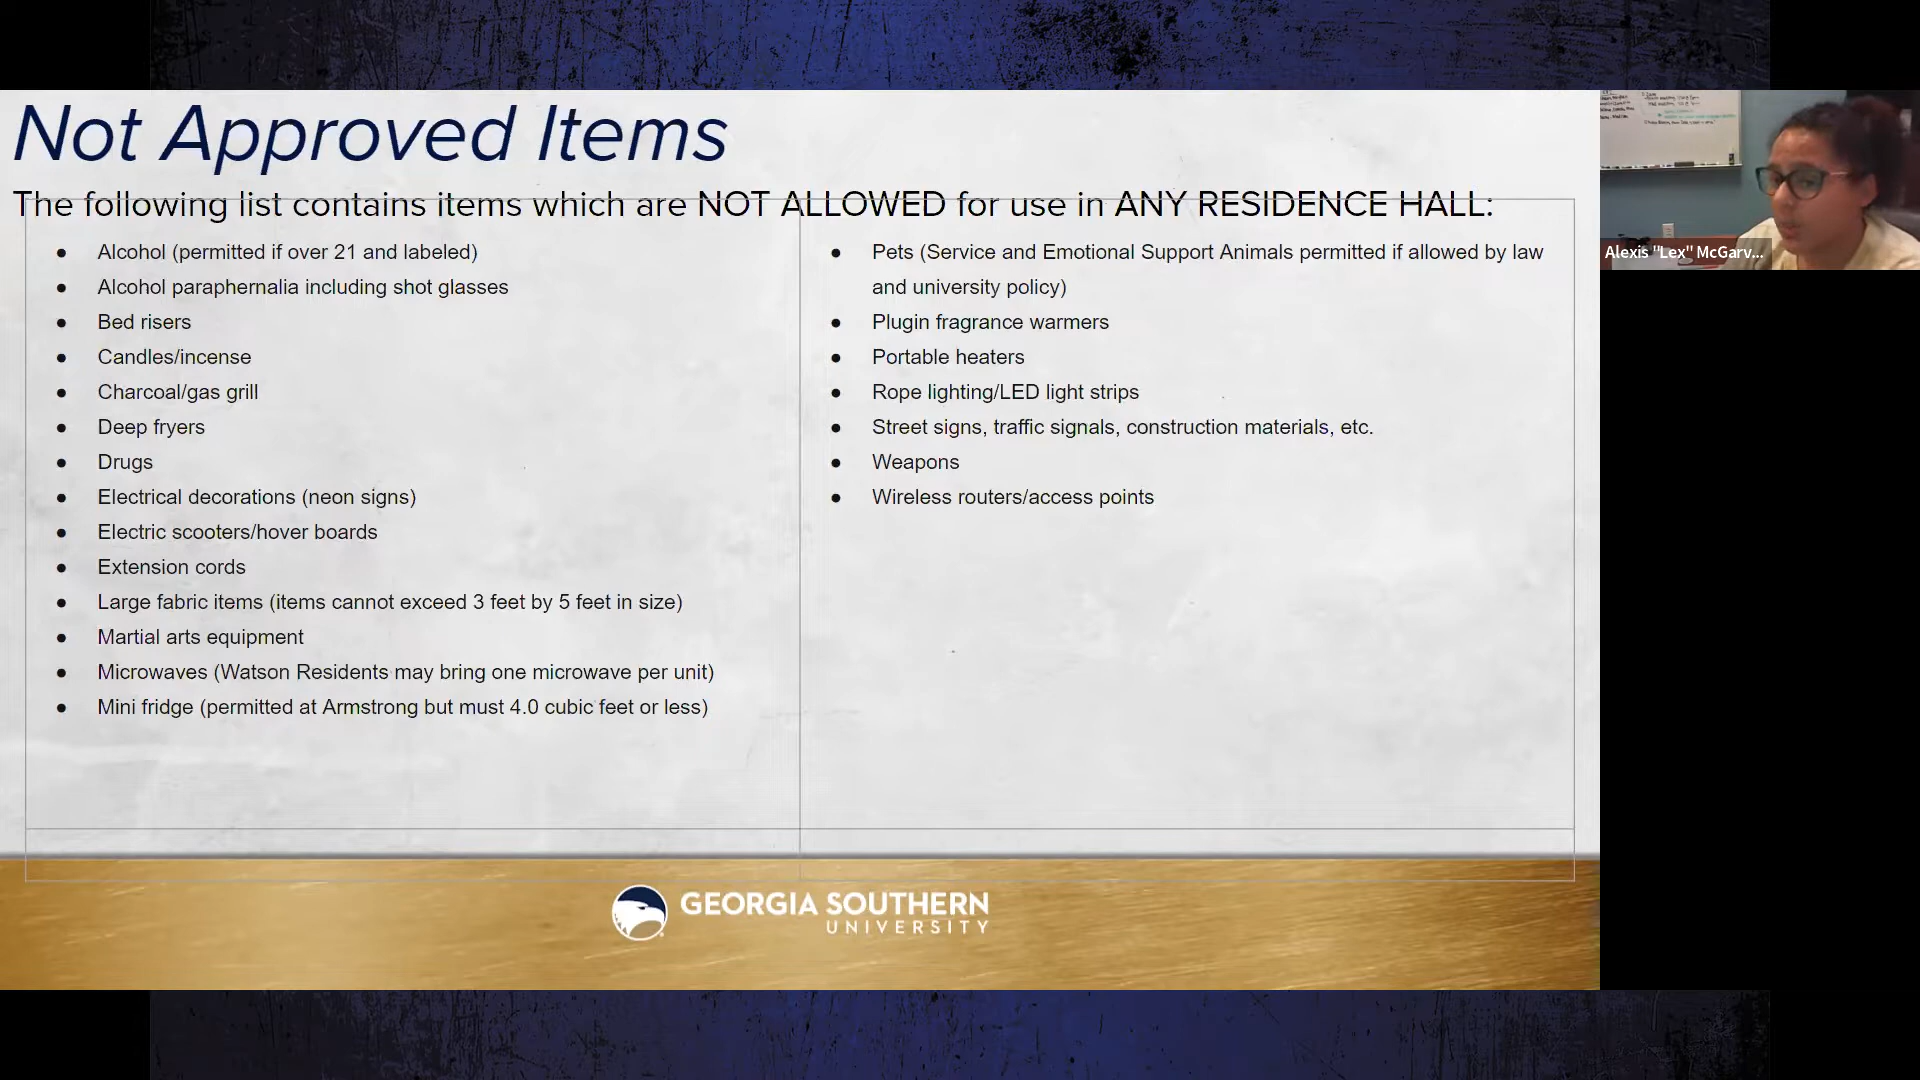 Not Approved Items
The following list contains items which are NOT ALLOWED for use in ANY RESIDENCE HALL:
● Alcohol (permitted if over 21 and labeled)
● Alcohol paraphernalia including shot glasses
● Bed risers
● Candles/incense
● Charcoal/gas grill
● Deep fryers
● Drugs
● Electrical decorations (neon signs)
● Electric scooters/hover boards
● Extension cords
● Large fabric items (items cannot exceed 3 feet by 5 feet in size)
● Martial arts equipment
● Microwaves (Watson Residents may bring one microwave per unit)
● Mini fridge (permitted at Armstrong but must 4.0 cubic feet or less)
● Pets (Service and Emotional Support Animals permitted if allowed by law
and university policy)
● Plugin fragrance warmers
● Portable heaters
● Rope lighting/LED light strips
● Street signs, traffic signals, construction materials, etc.
● Weapons
● Wireless routers/access points
Alexis "Lex" McGarv...
GEORGIA SOUTHERN
UNIVERSITY